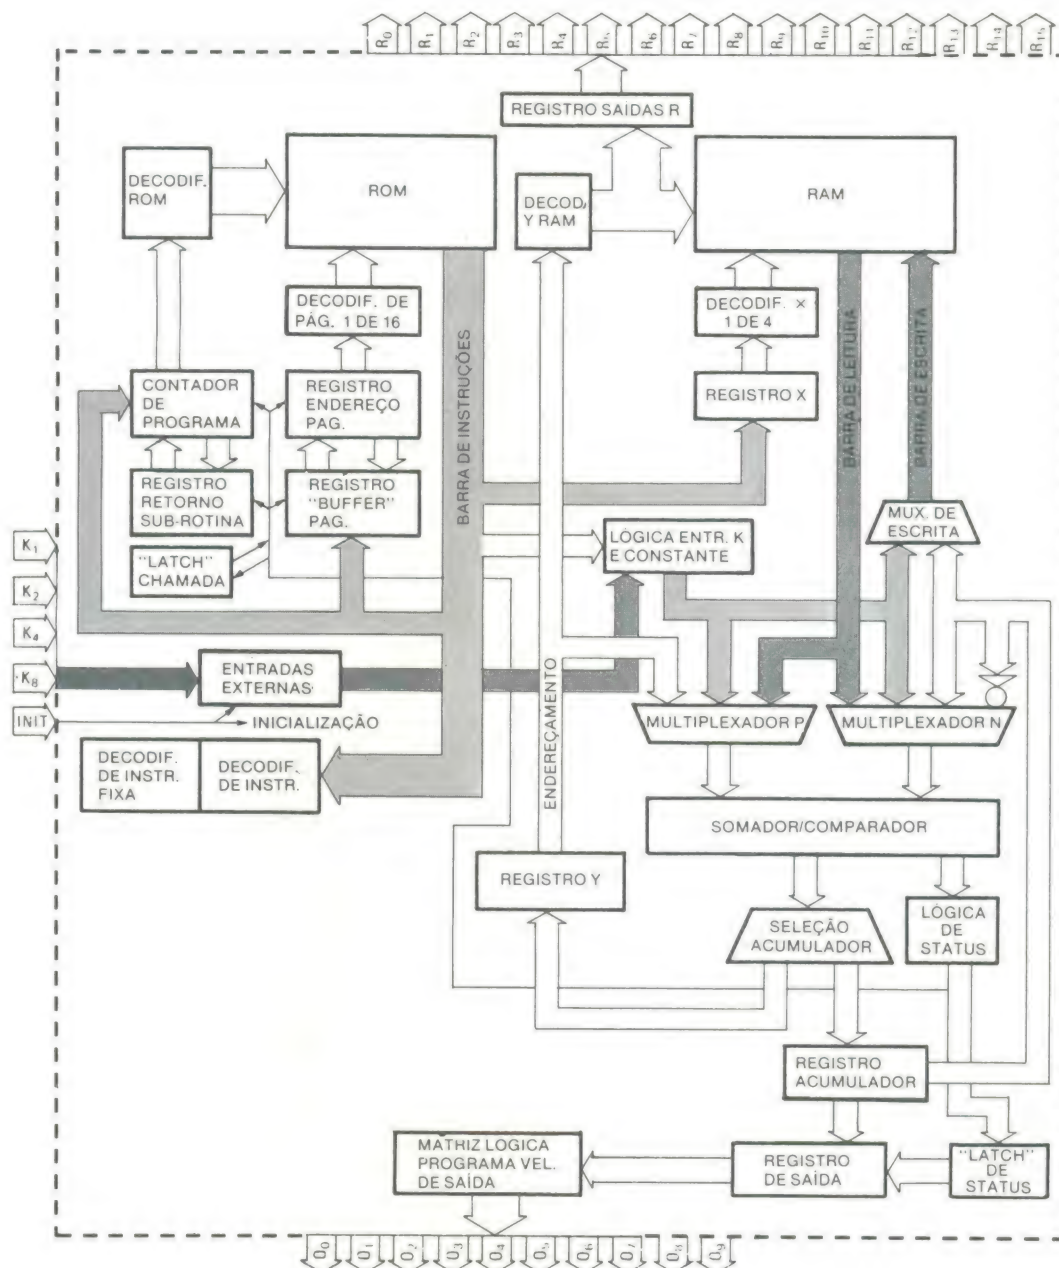 R0 R1 R2 R3 R4 R5 R6 R7 R8 R9 R10 R11 R12 R13 R14 R15
REGISTRO SAÍDAS R
DECODIF.
ROM
ROM
DECOD.
Y RAM
RAM
DECODIF. DE
PÁG. 1 DE 16
DECODIF. X
1 DE 4
CONTADOR
DE
PROGRAMA
REGISTRO
ENDEREÇO
PAG.
REGISTRO X
BARRA DE INSTRUÇÕES
BARRA DE LEITURA
BARRA DE ESCRITA
REGISTRO
RETORNO
SUB-ROTINA
REGISTRO
"BUFFER"
PAG.
"LATCH"
CHAMADA
LÓGICA ENTR. K
E CONSTANTE
MUX. DE
ESCRITA
K1
K2
K4
K8
INIT
ENTRADAS
EXTERNAS
INICIALIZAÇÃO
DECODIF.
DE INSTR.
FIXA
DECODIF.
DE INSTR.
ENDEREÇAMENTO
MULTIPLEXADOR P
MULTIPLEXADOR N
SOMADOR/COMPARADOR
REGISTRO Y
SELEÇÃO
ACUMULADOR
LÓGICA
DE
STATUS
REGISTRO
ACUMULADOR
MATRIZ LOGICA
PROGRAMA VEL.
DE SAÍDA
REGISTRO
DE SAÍDA
"LATCH"
DE
STATUS
O0 O1 O2 O3 O4 O5 O6 O7 O8 O9